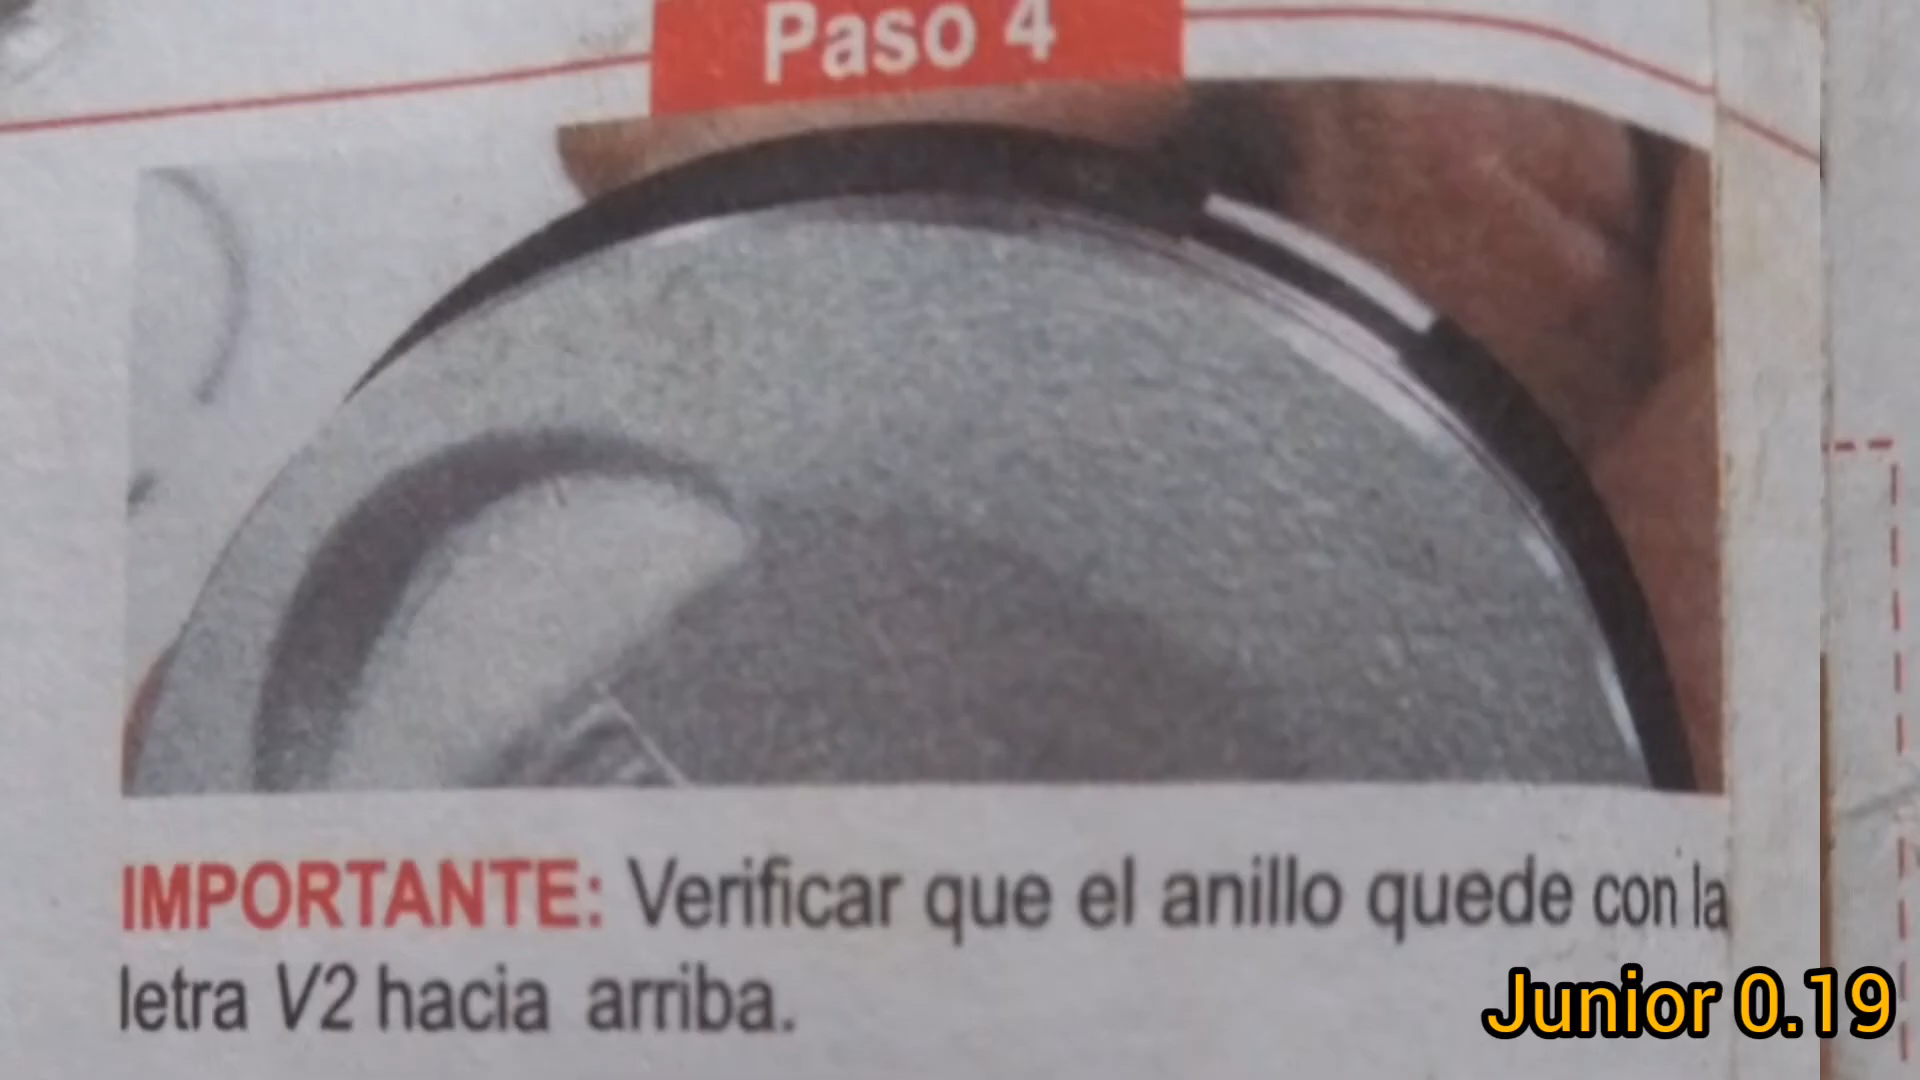 Paso 4
IMPORTANTE: Verificar que el anillo quede con la
letra V2 hacia arriba.
Junior 0.19